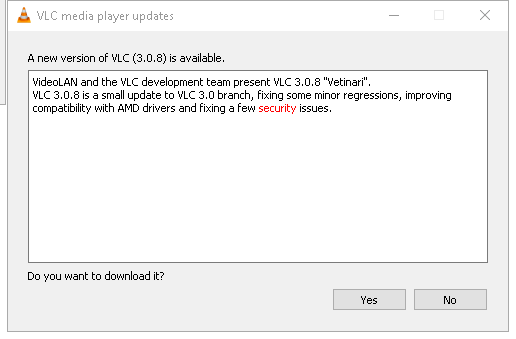 VLC media player updates
A new version of VLC (3.0.8) is available.
VideoLAN and the VLC development team present VLC 3.0.8 "Vetinari".
VLC 3.0.8 is a small update to VLC 3.0 branch, fixing some minor regressions, improving
compatibility with AMD drivers and fixing a few security issues.
Do you want to download it?
Yes No